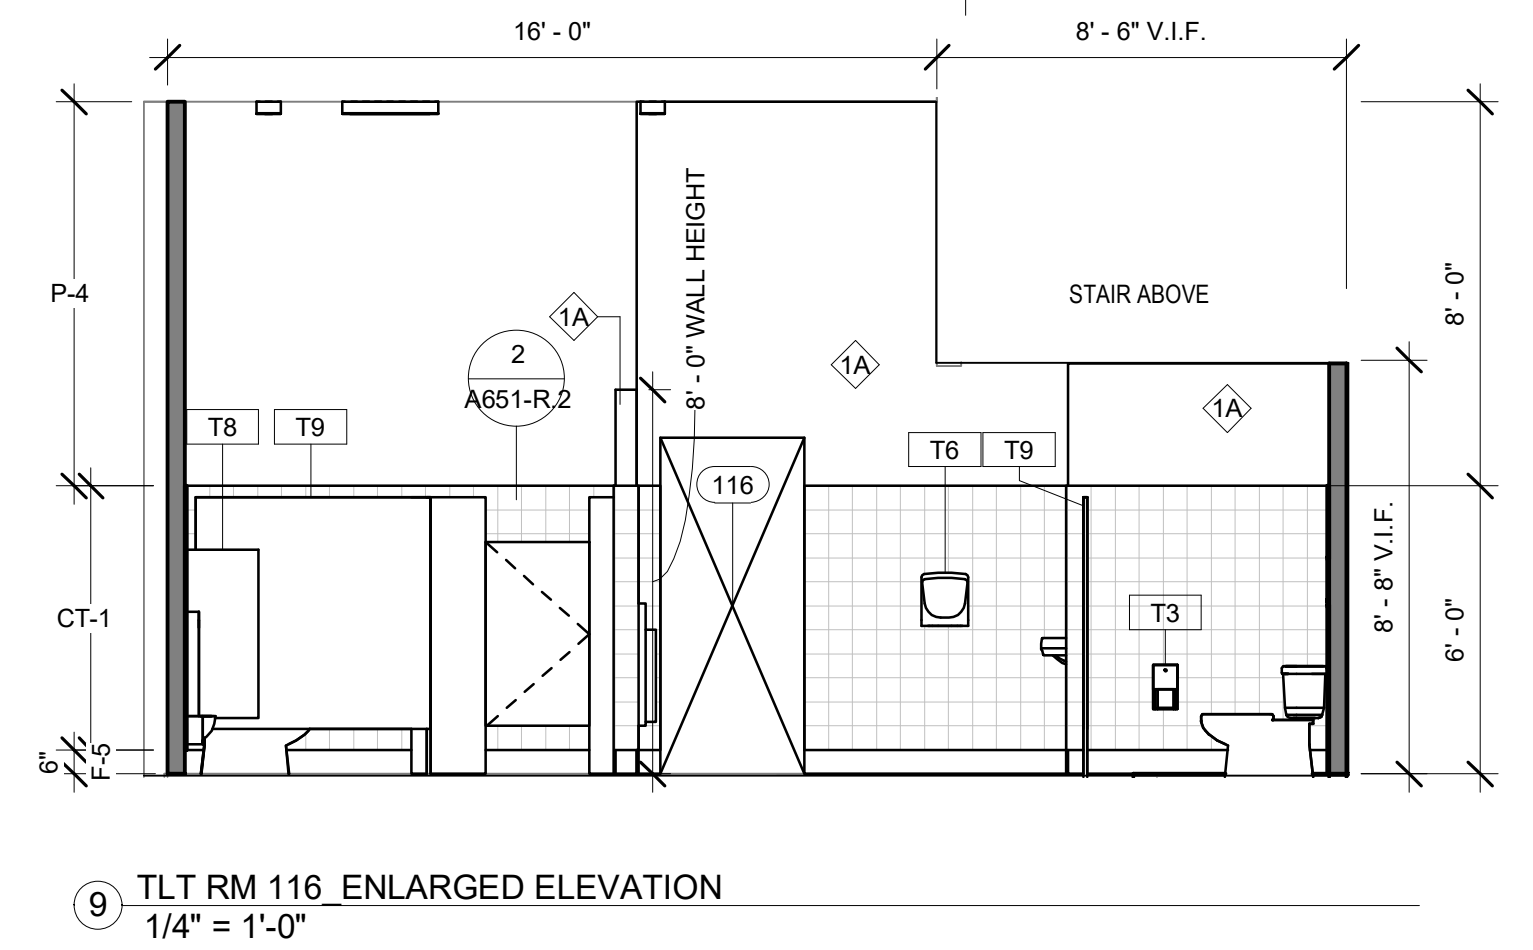 16' - 0"
8' - 6" V.I.F.
P-4
8' - 0" WALL HEIGHT
STAIR ABOVE
8' - 0"
1A
2
A651-R.2
1A
1A
T8
T9
T6
T9
116
8' - 8" V.I.F.
CT-1
T3
6' - 0"
6"
F-5
9
TLT RM 116_ENLARGED ELEVATION
1/4" = 1'-0"